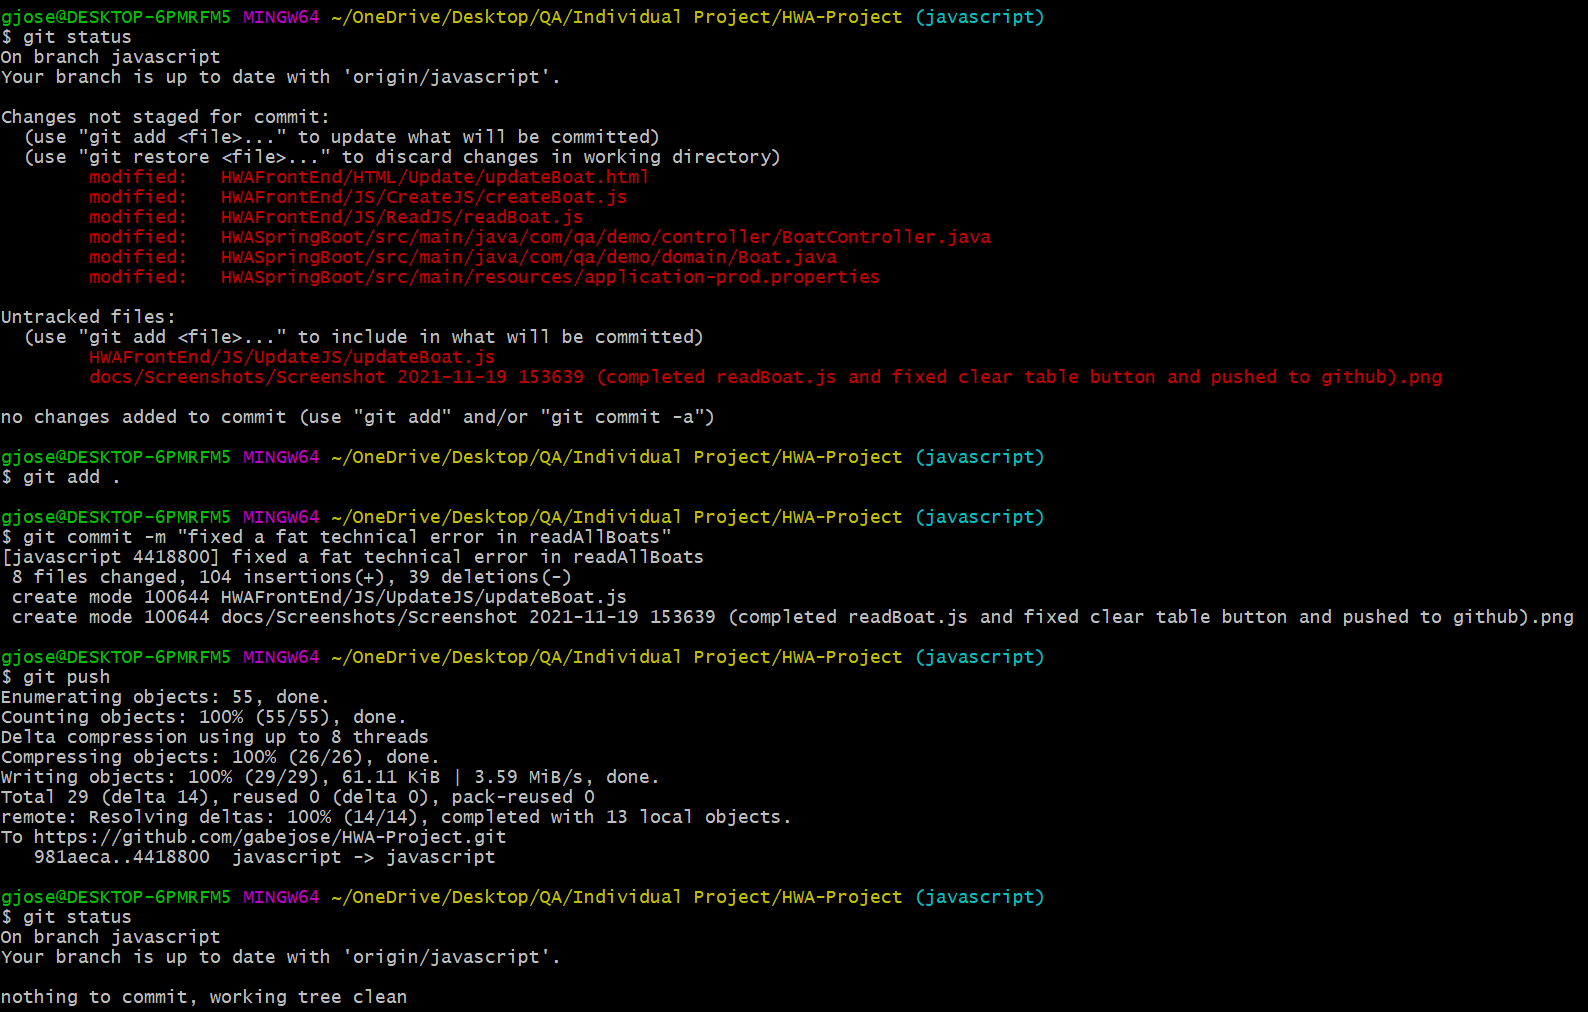 gjose@DESKTOP-6PMRFM5 MINGW64 ~/OneDrive/Desktop/QA/Individual Project/HWA-Project (javascript)
$ git status
On branch javascript
Your branch is up to date with 'origin/javascript'.

Changes not staged for commit:
  (use "git add <file>..." to update what will be committed)
  (use "git restore <file>..." to discard changes in working directory)
        modified:   HWAFrontEnd/HTML/Update/updateBoat.html
        modified:   HWAFrontEnd/JS/CreateJS/createBoat.js
        modified:   HWAFrontEnd/JS/ReadJS/readBoat.js
        modified:   HWASpringBoot/src/main/java/com/qa/demo/controller/BoatController.java
        modified:   HWASpringBoot/src/main/java/com/qa/demo/domain/Boat.java
        modified:   HWASpringBoot/src/main/resources/application-prod.properties

Untracked files:
  (use "git add <file>..." to include in what will be committed)
        HWAFrontEnd/JS/UpdateJS/updateBoat.js
        docs/Screenshots/Screenshot 2021-11-19 153639 (completed readBoat.js and fixed clear table button and pushed to github).png

no changes added to commit (use "git add" and/or "git commit -a")

gjose@DESKTOP-6PMRFM5 MINGW64 ~/OneDrive/Desktop/QA/Individual Project/HWA-Project (javascript)
$ git add .

gjose@DESKTOP-6PMRFM5 MINGW64 ~/OneDrive/Desktop/QA/Individual Project/HWA-Project (javascript)
$ git commit -m "fixed a fat technical error in readAllBoats"
[javascript 4418800] fixed a fat technical error in readAllBoats
 8 files changed, 104 insertions(+), 39 deletions(-)
 create mode 100644 HWAFrontEnd/JS/UpdateJS/updateBoat.js
 create mode 100644 docs/Screenshots/Screenshot 2021-11-19 153639 (completed readBoat.js and fixed clear table button and pushed to github).png

gjose@DESKTOP-6PMRFM5 MINGW64 ~/OneDrive/Desktop/QA/Individual Project/HWA-Project (javascript)
$ git push
Enumerating objects: 55, done.
Counting objects: 100% (55/55), done.
Delta compression using up to 8 threads
Compressing objects: 100% (26/26), done.
Writing objects: 100% (29/29), 61.11 KiB | 3.59 MiB/s, done.
Total 29 (delta 14), reused 0 (delta 0), pack-reused 0
remote: Resolving deltas: 100% (14/14), completed with 13 local objects.
To https://github.com/gabejose/HWA-Project.git
   981aeca..4418800  javascript -> javascript

gjose@DESKTOP-6PMRFM5 MINGW64 ~/OneDrive/Desktop/QA/Individual Project/HWA-Project (javascript)
$ git status
On branch javascript
Your branch is up to date with 'origin/javascript'.

nothing to commit, working tree clean